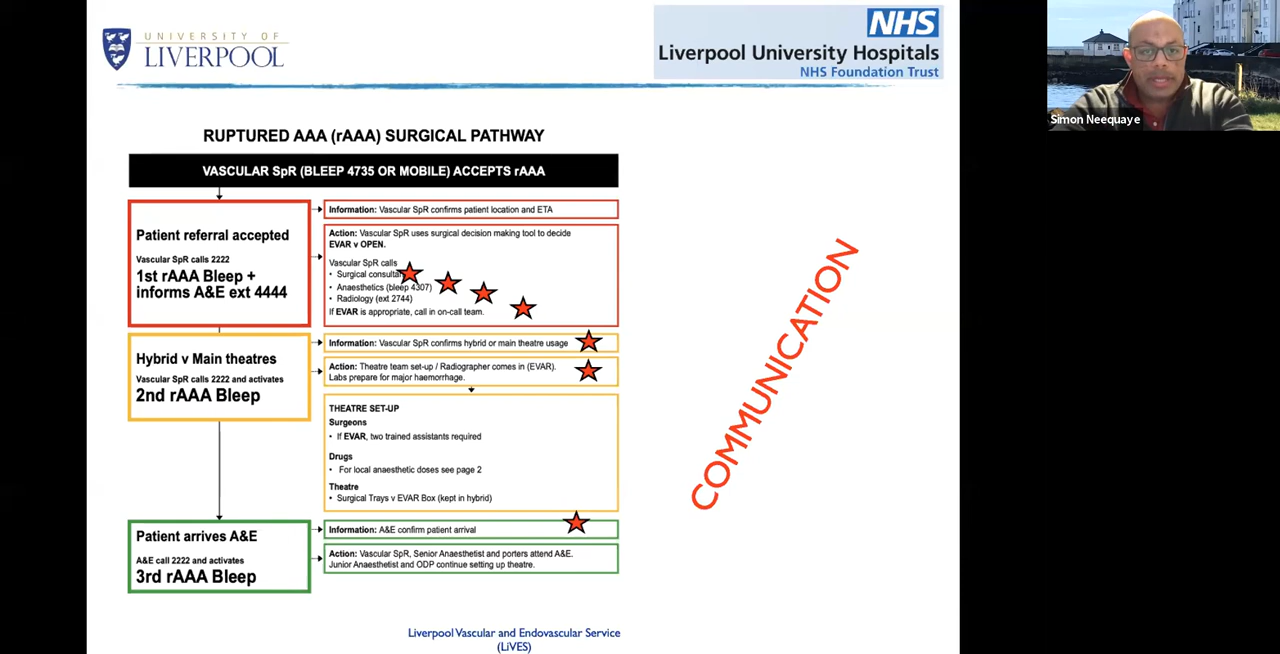 UNIVERSITY OF
LIVERPOOL
NHS
Liverpool University Hospitals
NHS Foundation Trust
Simon Neequaye
RUPTURED AAA (rAAA) SURGICAL PATHWAY
VASCULAR SpR (BLEEP 4735 OR MOBILE) ACCEPTS rAAA
Patient referral accepted
Vascular SpR calls 2222
1st rAAA Bleep +
informs A&E ext 4444
Information: Vascular SpR confirms patient location and ETA
Action: Vascular SpR uses surgical decision making tool to decide
EVAR v OPEN.
Vascular SpR calls
• Surgical
• Anaesthetics (bleep 4307)
• Radiology (ext 2744)
If EVAR is appropriate, call in on-call team.
Hybrid v Main theatres
Vascular SpR calls 2222 and activates
2nd rAAA Bleep
Information: Vascular SpR confirms hybrid or main theatre usage
Action: Theatre team set-up / Radiographer comes in (EVAR).
Labs prepare for major haemorrhage.
THEATRE SET-UP
Surgeons
• If EVAR, two trained assistants required
Drugs
• For local anaesthetic doses see page 2
Theatre
• Surgical Trays v EVAR Box (kept in hybrid)
Patient arrives A&E
A&E call 2222 and activates
3rd rAAA Bleep
Information: A&E confirm patient arrival
Action: Vascular SpR, Senior Anaesthetist and porters attend A&E.
Junior Anaesthetist and ODP continue setting up theatre.
COMMUNICATION
Liverpool Vascular and Endovascular Service
(LiVES)